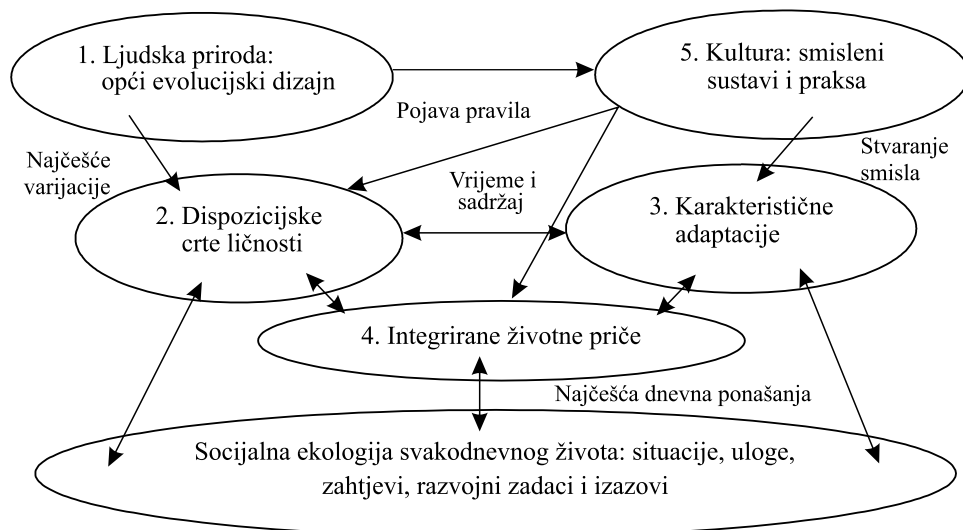 1. Ljudska priroda:
opći evolucijski dizajn
5. Kultura: smisleni
sustavi i praksa
Pojava pravila
Najčešće
varijacije
Stvaranje
smisla
Vrijeme i
sadržaj
2. Dispozicijske
crte ličnosti
3. Karakteristične
adaptacije
4. Integrirane životne priče
Najčešća dnevna ponašanja
Socijalna ekologija svakodnevnog života: situacije, uloge,
zahtjevi, razvojni zadaci i izazovi